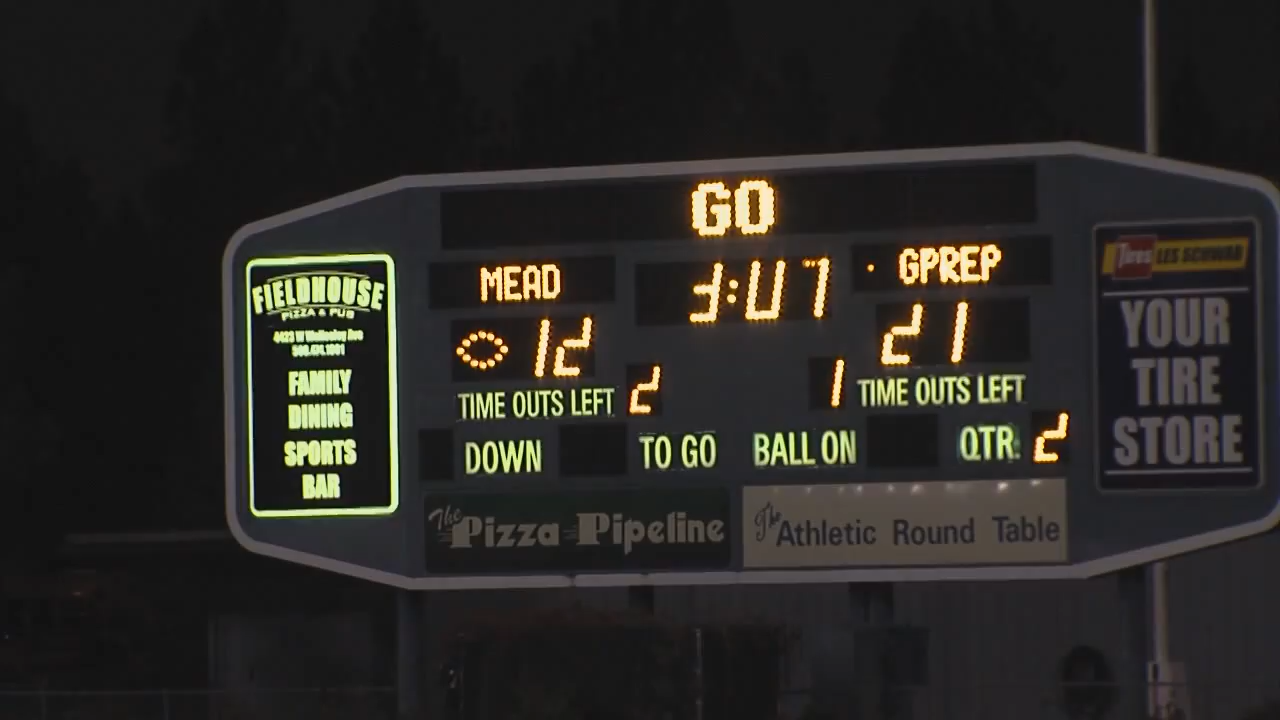 GO
MEAD
3:07
GPREP
12
21
TIME OUTS LEFT 2
1 TIME OUTS LEFT
DOWN
TO GO
BALL ON
QTR. 2
FIELDHOUSE
PIZZA & PUB
FAMILY
DINING
SPORTS
BAR
The Pizza Pipeline
The Athletic Round Table
Tires LES SCHWAB
YOUR
TIRE
STORE